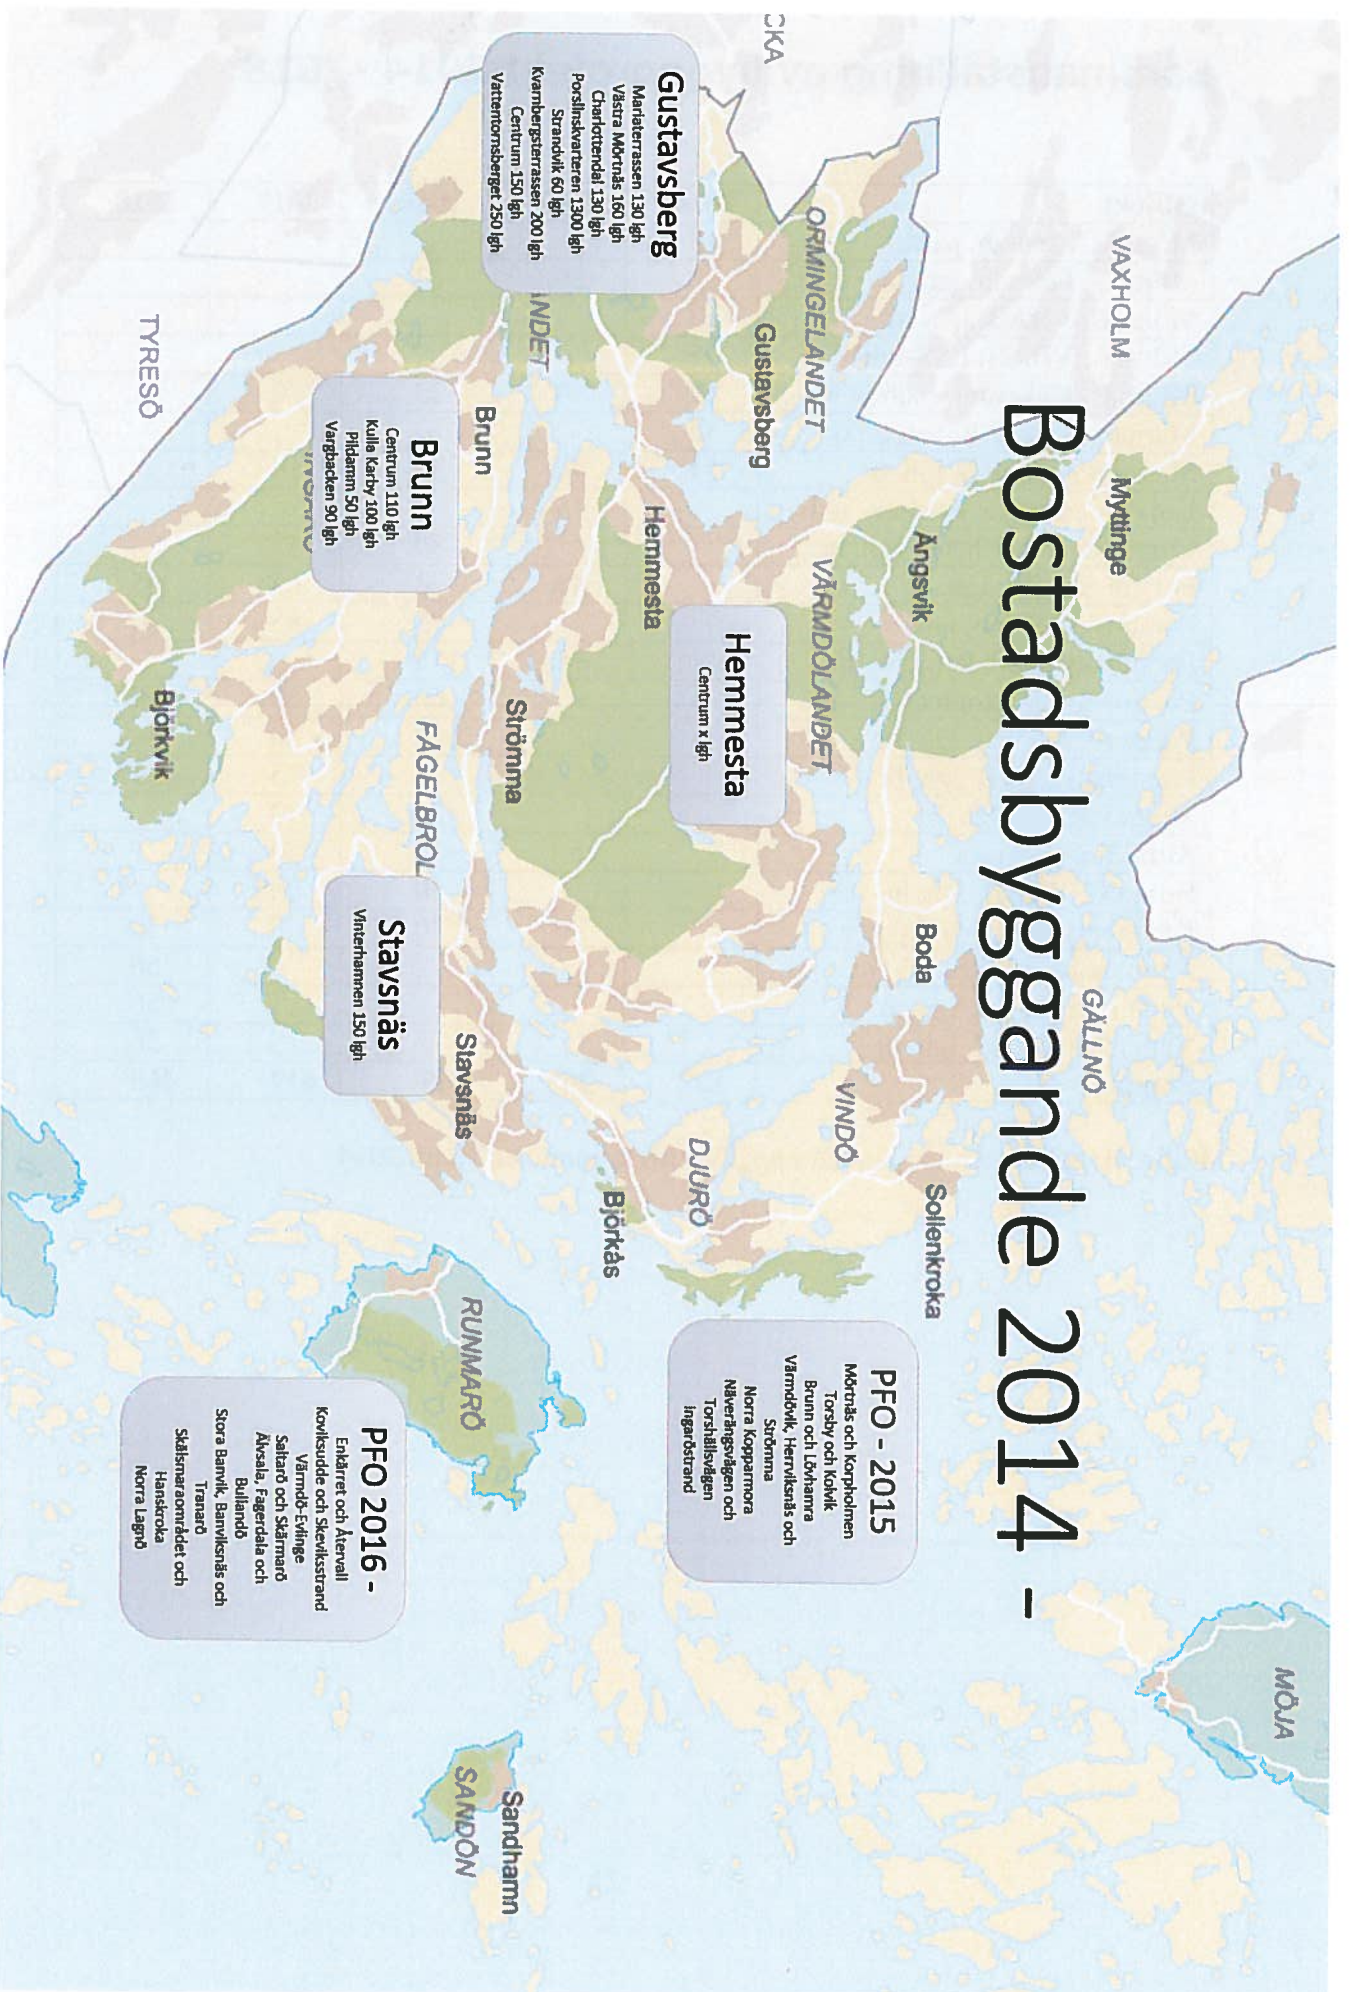 Bostadsbyggande 2014 -
CKA
VAXHOLM
GÄLLNÖ
MÖJA
Myttinge
ORMINGELANDET
Gustavsberg
Ängsvik
VÄRMDÖLANDET
Boda
VINDÖ
Sollenkroka
Gustavsberg
Mariaterrassen 130 lgh
Västra Mörtnäs 160 lgh
Charlottendal 130 lgh
Porslinskvarteren 1300 lgh
Strandvik 60 lgh
Kvarnbergsterrassen 200 lgh
Centrum 150 lgh
Vattentornsberget 250 lgh
Hemmesta
Hemmesta
Centrum x lgh
DJURÖ
Björkås
PFO - 2015
Mörtnäs och Korpholmen
Torsby och Kolvik
Brunn och Lövhamra
Värmdövik, Herrviksnäs och
Strömma
Norra Kopparmora
Näverängsvägen och
Torshällsvägen
Ingaröstrand
ANDET
Brunn
Strömma
FÅGELBROL
Stavsnäs
RUNMARÖ
Sandhamn
SANDÖN
Brunn
Centrum 110 lgh
Kulla Karby 100 lgh
Pildamm 50 lgh
Vargbacken 90 lgh
INGARÖ
Stavsnäs
Vinterhamnen 150 lgh
PFO 2016 -
Enkärret och Återvall
Koviksudde och Skeviksstrand
Värmdö-Evlinge
Saltarö och Skärmarö
Älvsala, Fagerdala och
Bullandö
Stora Barnvik, Barnviksnäs och
Tranarö
Skälsmaraområdet och
Hanskroka
Norra Lagnö
TYRESÖ
Björkvik